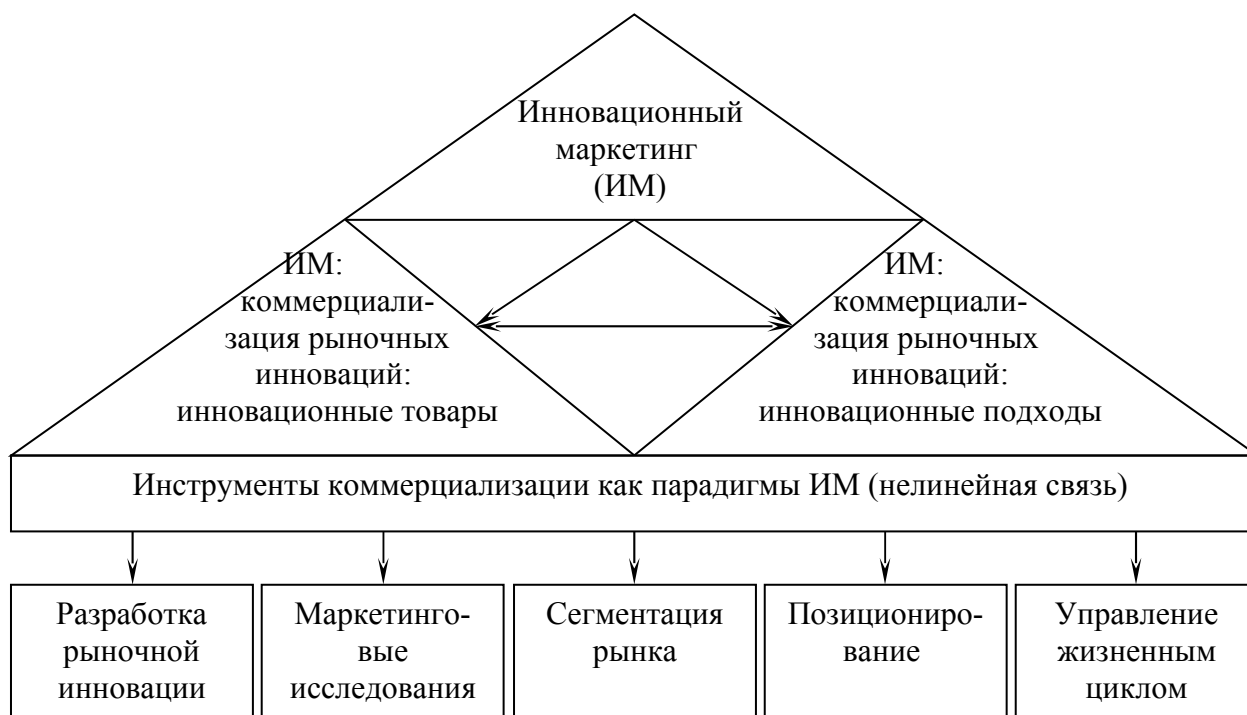 Инновационный
маркетинг
(ИМ)
ИМ:
коммерциали-
зация рыночных
инноваций:
инновационные товары
ИМ:
коммерциали-
зация рыночных
инноваций:
инновационные подходы
Инструменты коммерциализации как парадигмы ИМ (нелинейная связь)
Разработка
рыночной
инновации
Маркетинго-
вые
исследования
Сегментация
рынка
Позициониро-
вание
Управление
жизненным
циклом